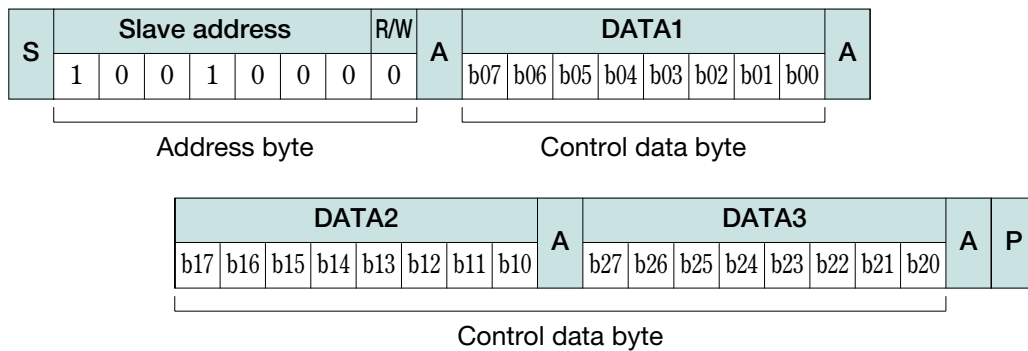 S Slave address R/W A DATA1 A
1 0 0 1 0 0 0 0 b07 b06 b05 b04 b03 b02 b01 b00
Address byte Control data byte
DATA2 A DATA3 A P
b17 b16 b15 b14 b13 b12 b11 b10 b27 b26 b25 b24 b23 b22 b21 b20
Control data byte